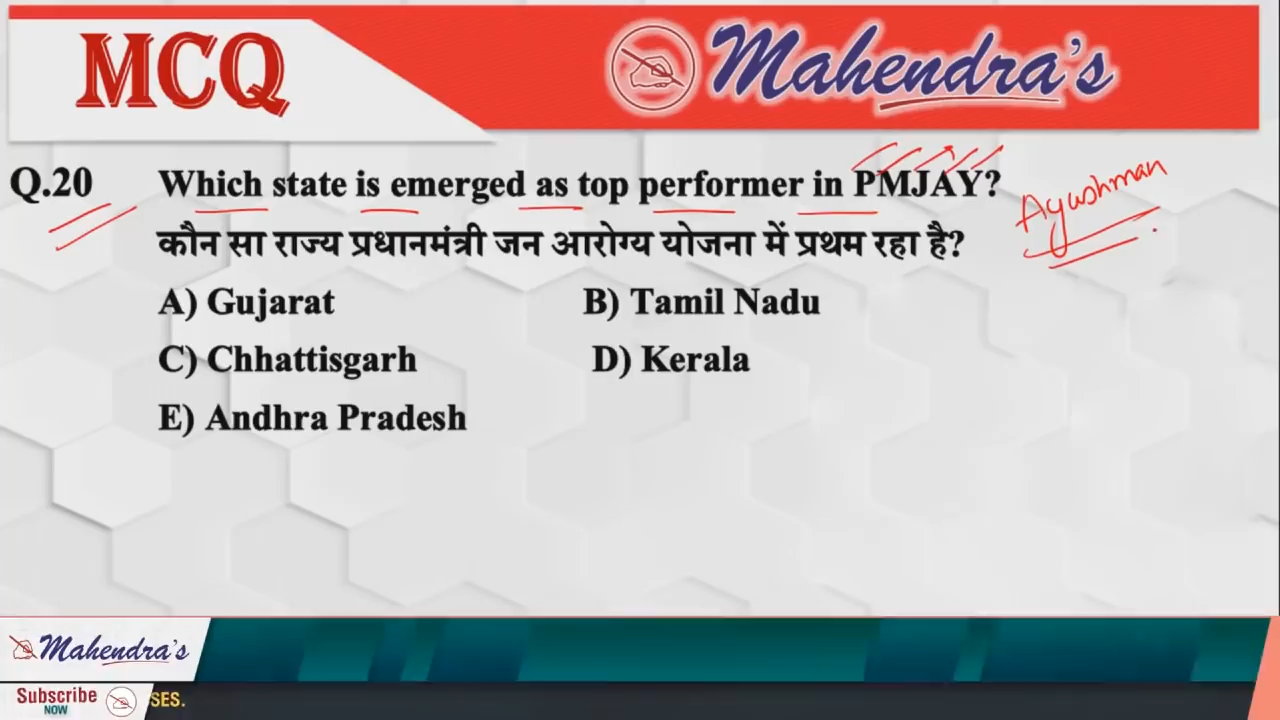 MCQ
Mahendra's
Q.20 Which state is emerged as top performer in PMJAY?
Ayushman
कौन सा राज्य प्रधानमंत्री जन आरोग्य योजना में प्रथम रहा है?
A) Gujarat B) Tamil Nadu
C) Chhattisgarh D) Kerala
E) Andhra Pradesh
Mahendra's
Subscribe
NOW
SES.